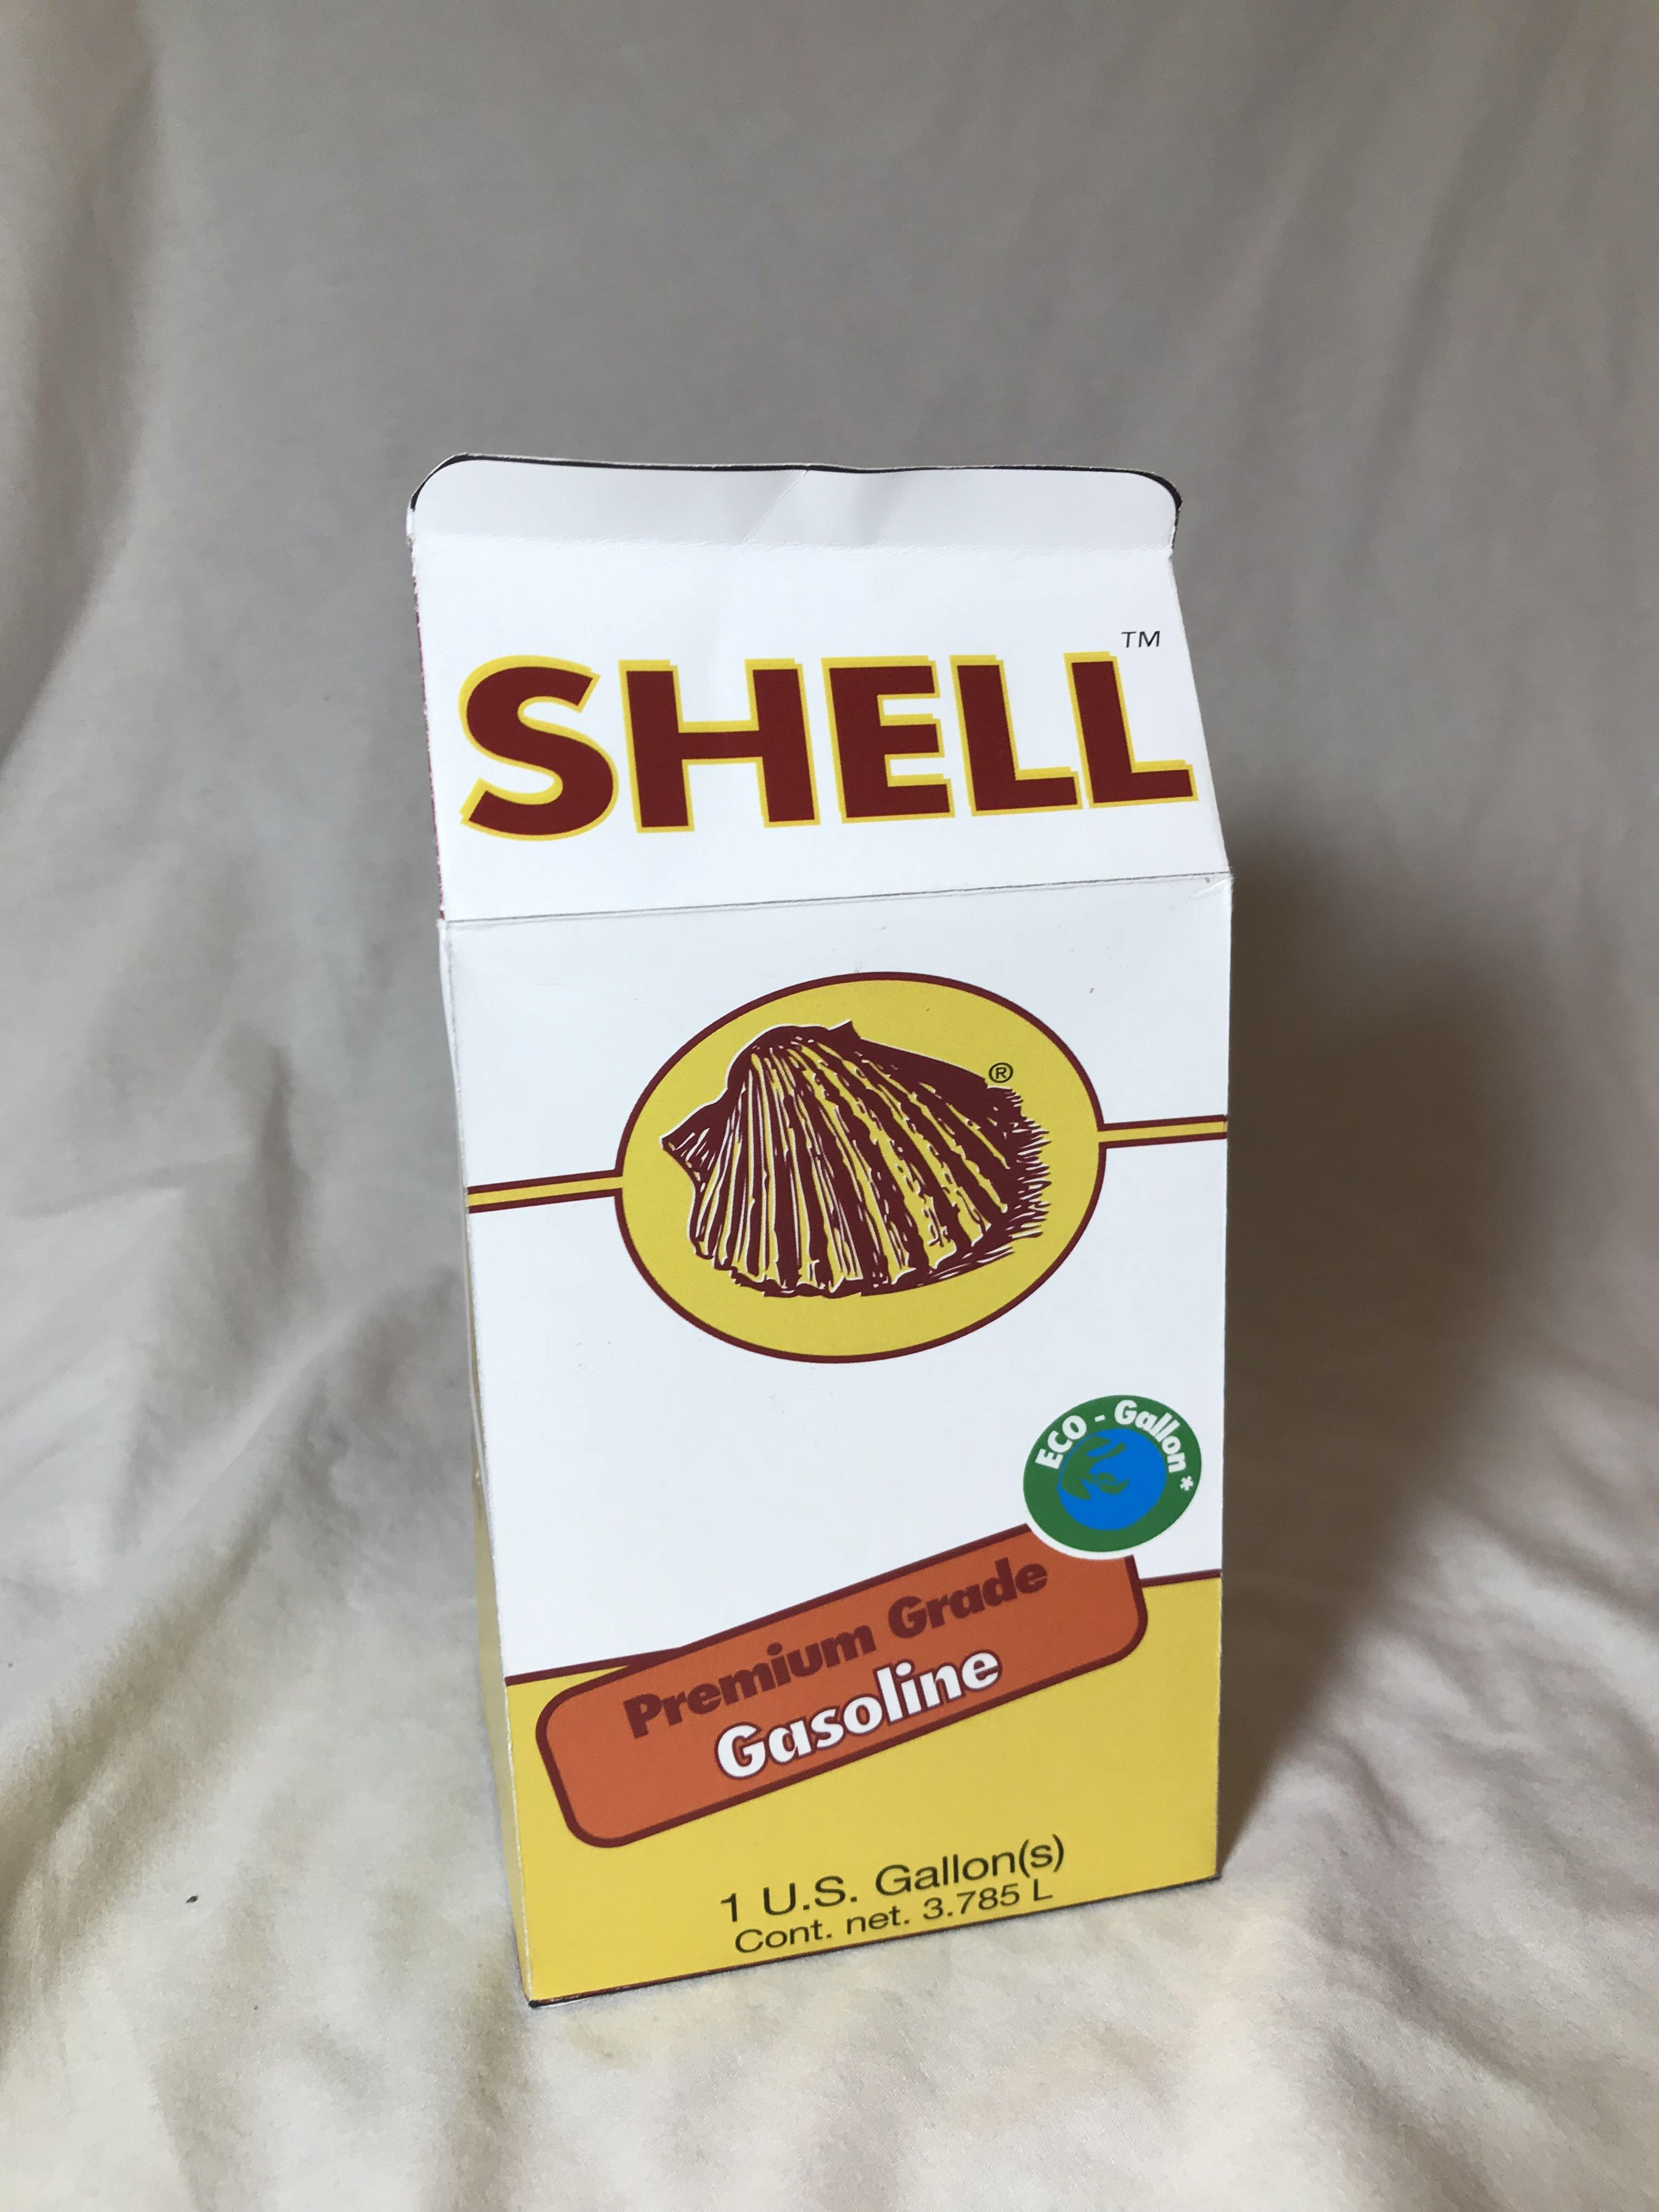 SHELL™
®
ECO - Gallon*
Premium Grade
Gasoline
1 U.S. Gallon(s)
Cont. net. 3.785 L